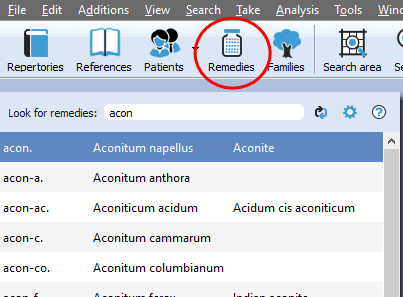 File Edit Additions View Search Take Analysis Tools Window
Repertories References Patients Remedies Families Search area
Look for remedies: acon
acon. Aconitum napellus Aconite
acon-a. Aconitum anthora
acon-ac. Aconiticum acidum Acidum cis aconiticum
acon-c. Aconitum cammarum
acon-co. Aconitum columbianum